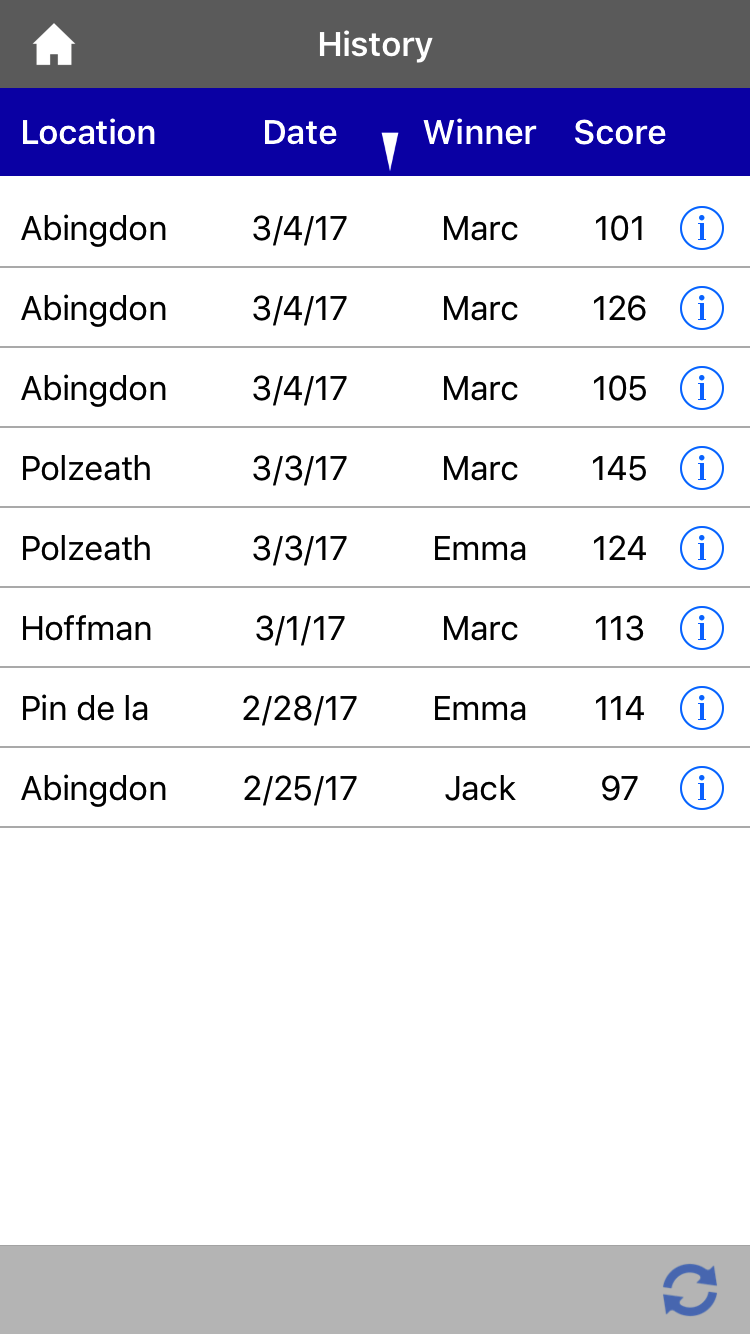 History
Location Date Winner Score
Abingdon 3/4/17 Marc 101 i
Abingdon 3/4/17 Marc 126 i
Abingdon 3/4/17 Marc 105 i
Polzeath 3/3/17 Marc 145 i
Polzeath 3/3/17 Emma 124 i
Hoffman 3/1/17 Marc 113 i
Pin de la 2/28/17 Emma 114 i
Abingdon 2/25/17 Jack 97 i